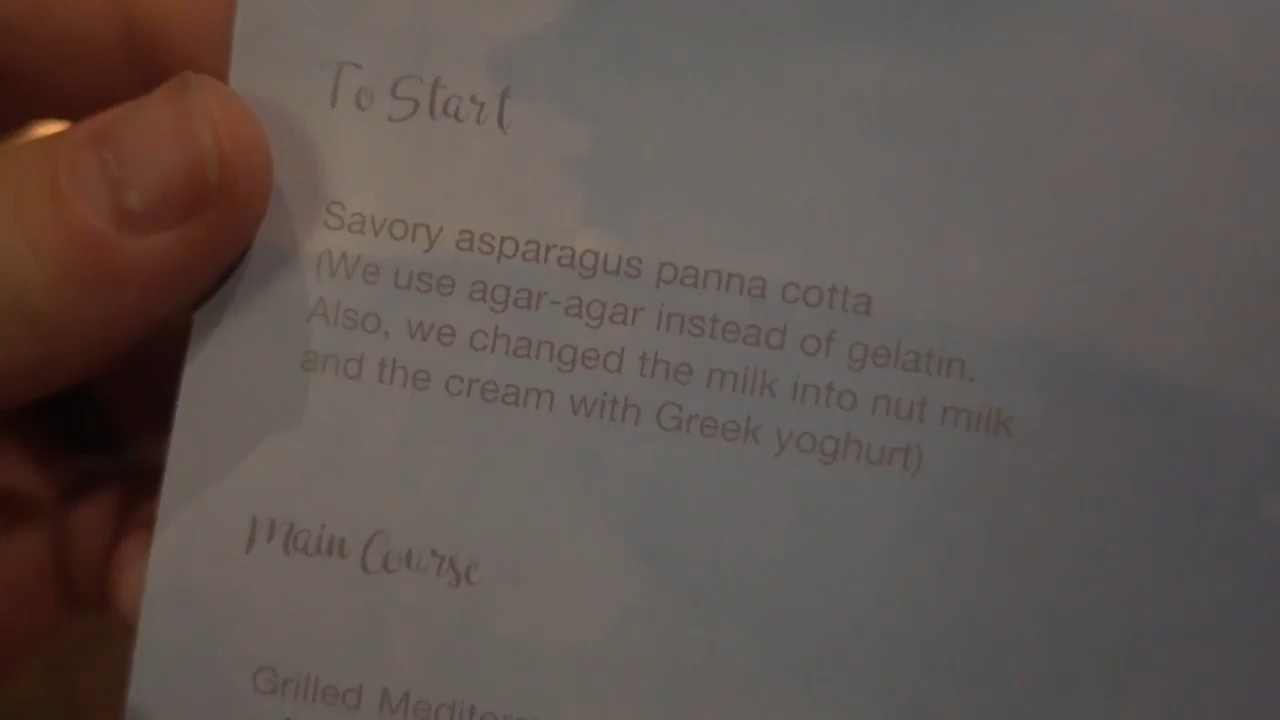 To Start
Savory asparagus panna cotta
(We use agar-agar instead of gelatin.
Also, we changed the milk into nut milk
and the cream with Greek yoghurt)
Main Course
Grilled